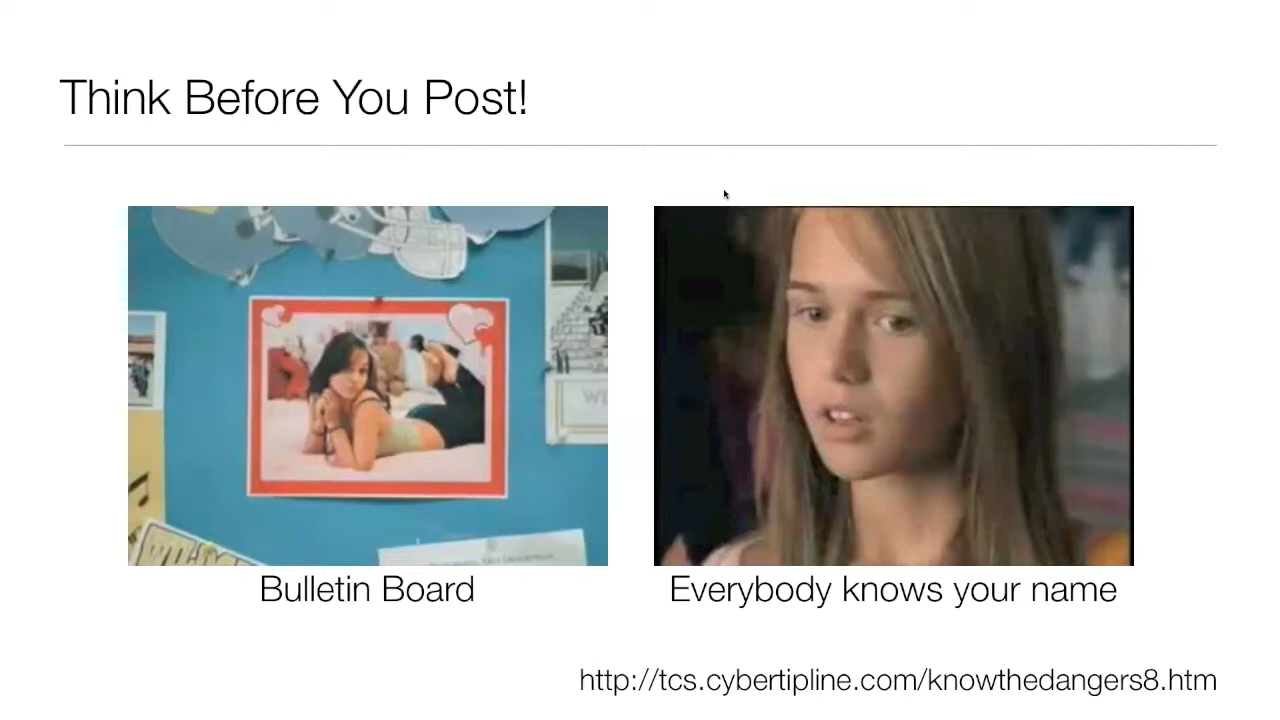 Think Before You Post!
Bulletin Board
Everybody knows your name
http://tcs.cybertipline.com/knowthedangers8.htm